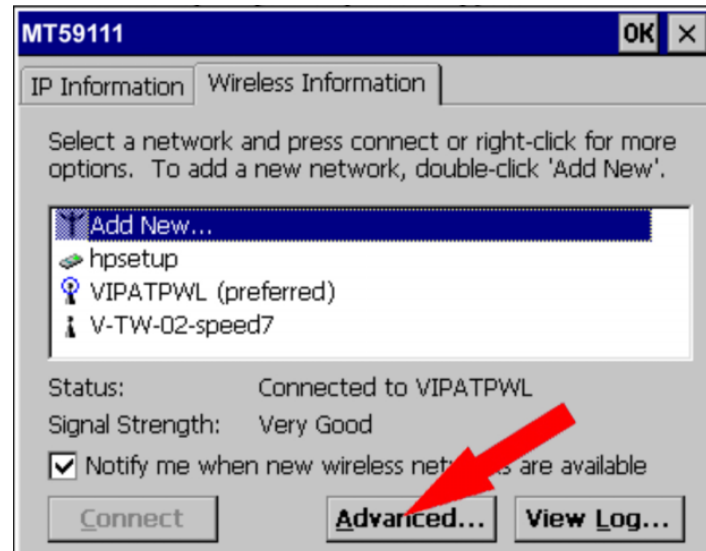 MT59111 OK ×
IP Information Wireless Information
Select a network and press connect or right-click for more
options. To add a new network, double-click 'Add New'.
Add New...
hpsetup
VIPATPWL (preferred)
V-TW-02-speed7
Status: Connected to VIPATPWL
Signal Strength: Very Good
Notify me when new wireless networks are available
Connect Advanced... View Log...